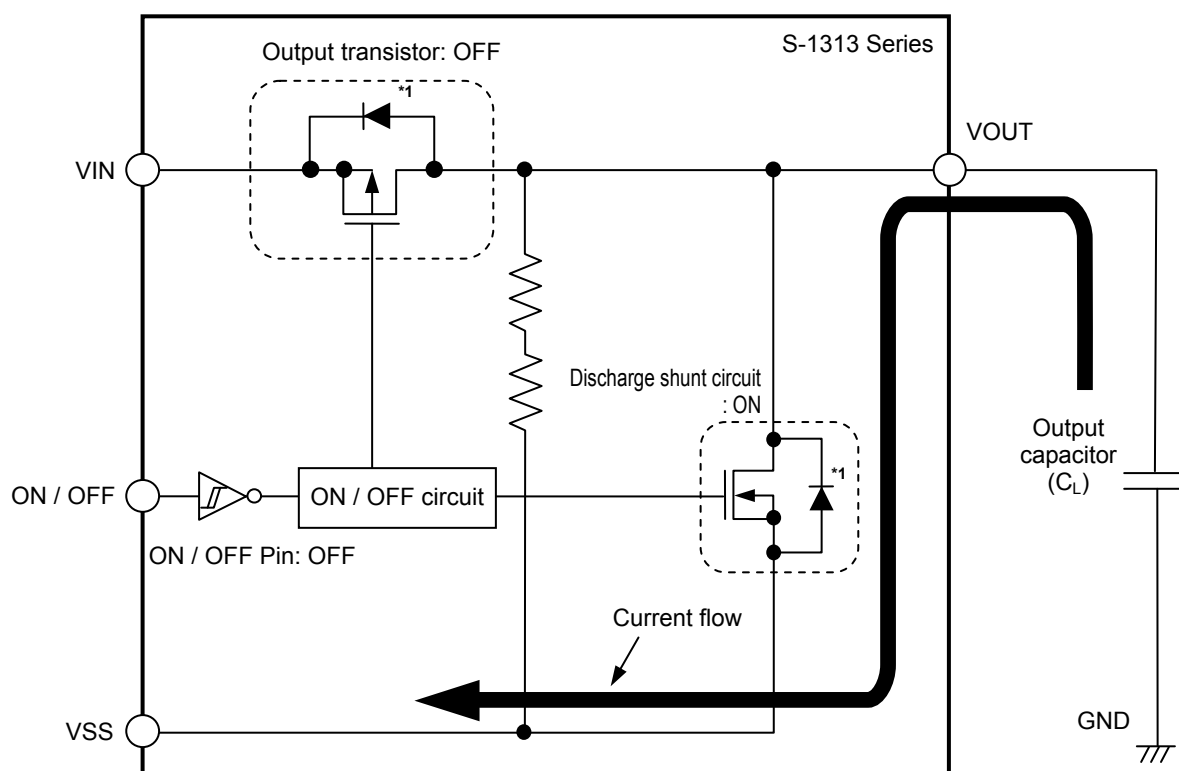 S-1313 Series
Output transistor: OFF
*1
VOUT
VIN
Discharge shunt circuit
: ON
*1
Output
capacitor
(CL)
ON / OFF
ON / OFF circuit
ON / OFF Pin: OFF
Current flow
VSS
GND